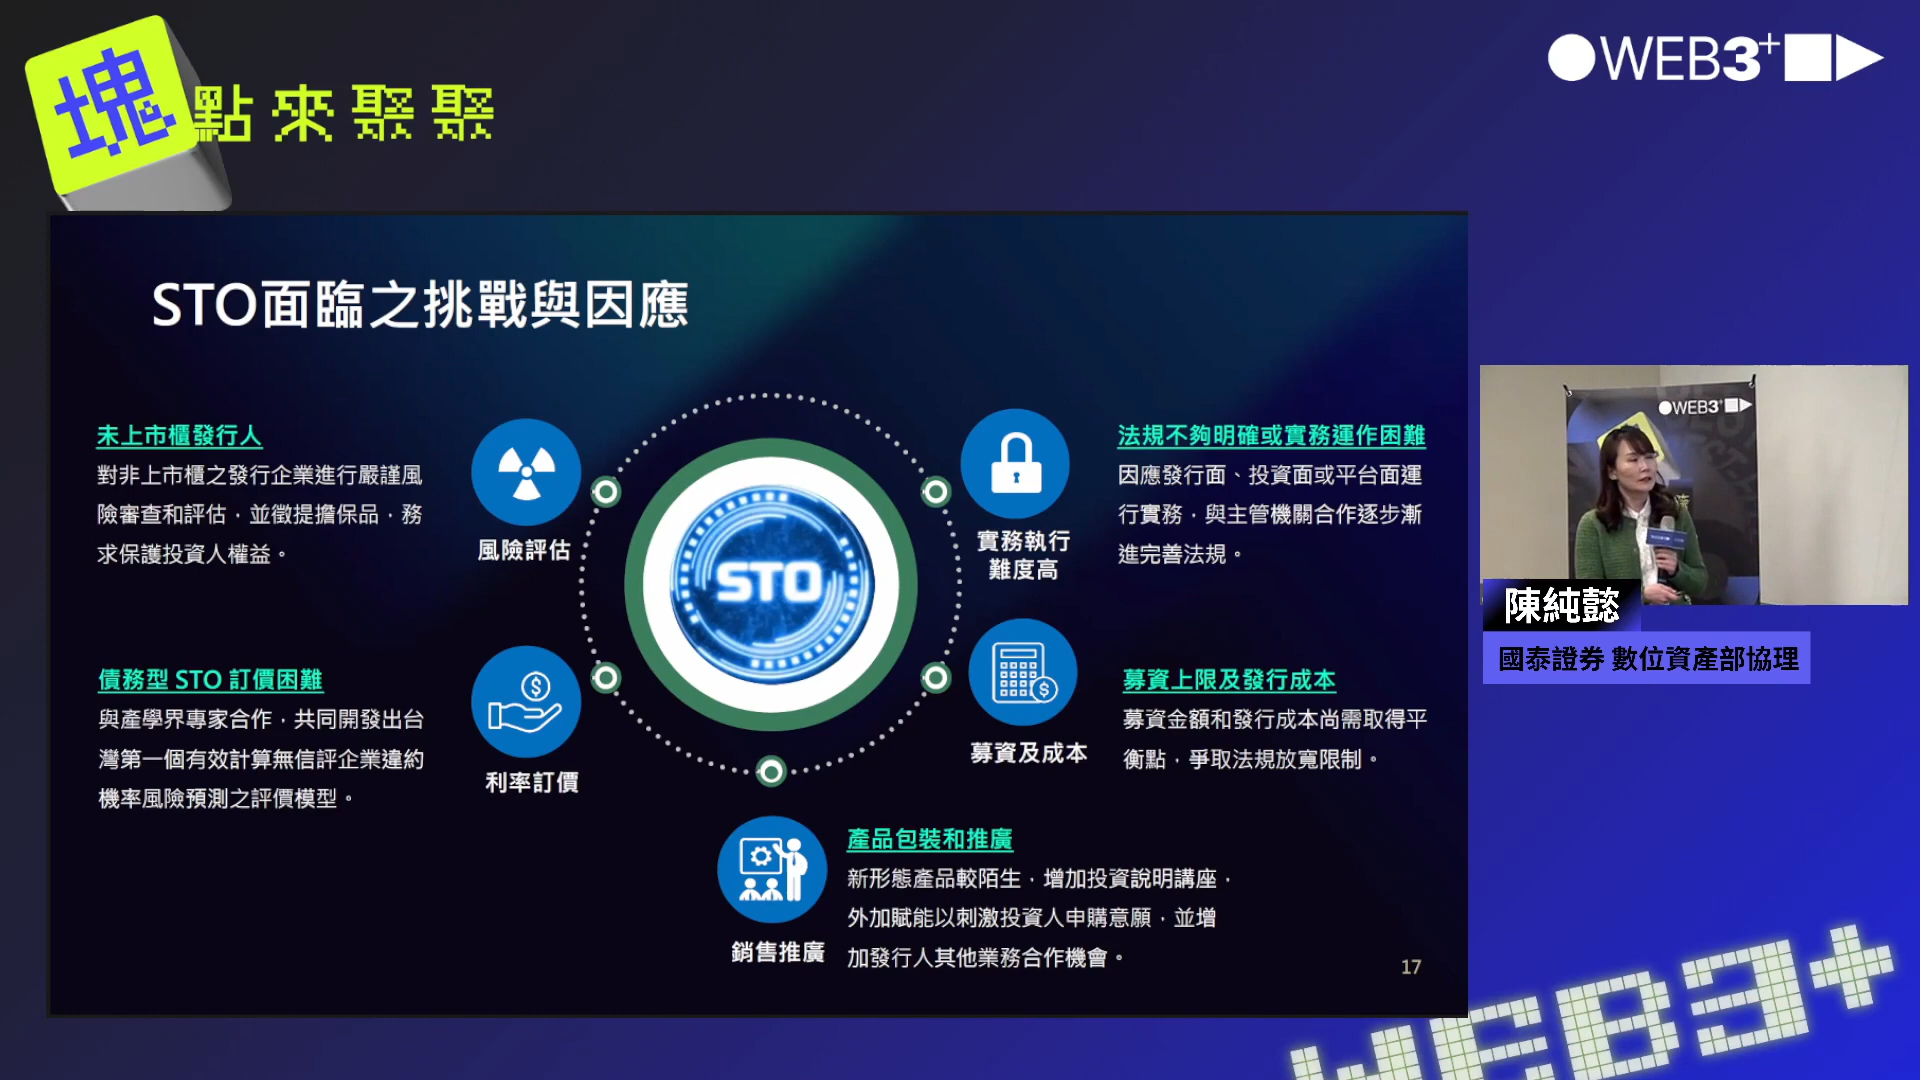 塊點來聚聚
WEB3+
STO面臨之挑戰與因應
未上市櫃發行人
對非上市櫃之發行企業進行嚴謹風
險審查和評估，並徵提擔保品，務
求保護投資人權益。
風險評估
債務型 STO 訂價困難
與產學界專家合作，共同開發出台
灣第一個有效計算無信評企業違約
機率風險預測之評價模型。
利率訂價
STO
實務執行
難度高
法規不夠明確或實務運作困難
因應發行面、投資面或平台面運
行實務，與主管機關合作逐步漸
進完善法規。
募資及成本
募資上限及發行成本
募資金額和發行成本尚需取得平
衡點，爭取法規放寬限制。
銷售推廣
產品包裝和推廣
新形態產品較陌生，增加投資說明講座，
外加賦能以刺激投資人申購意願，並增
加發行人其他業務合作機會。
17
WEB3+
陳純懿
國泰證券 數位資產部協理
WEB3+